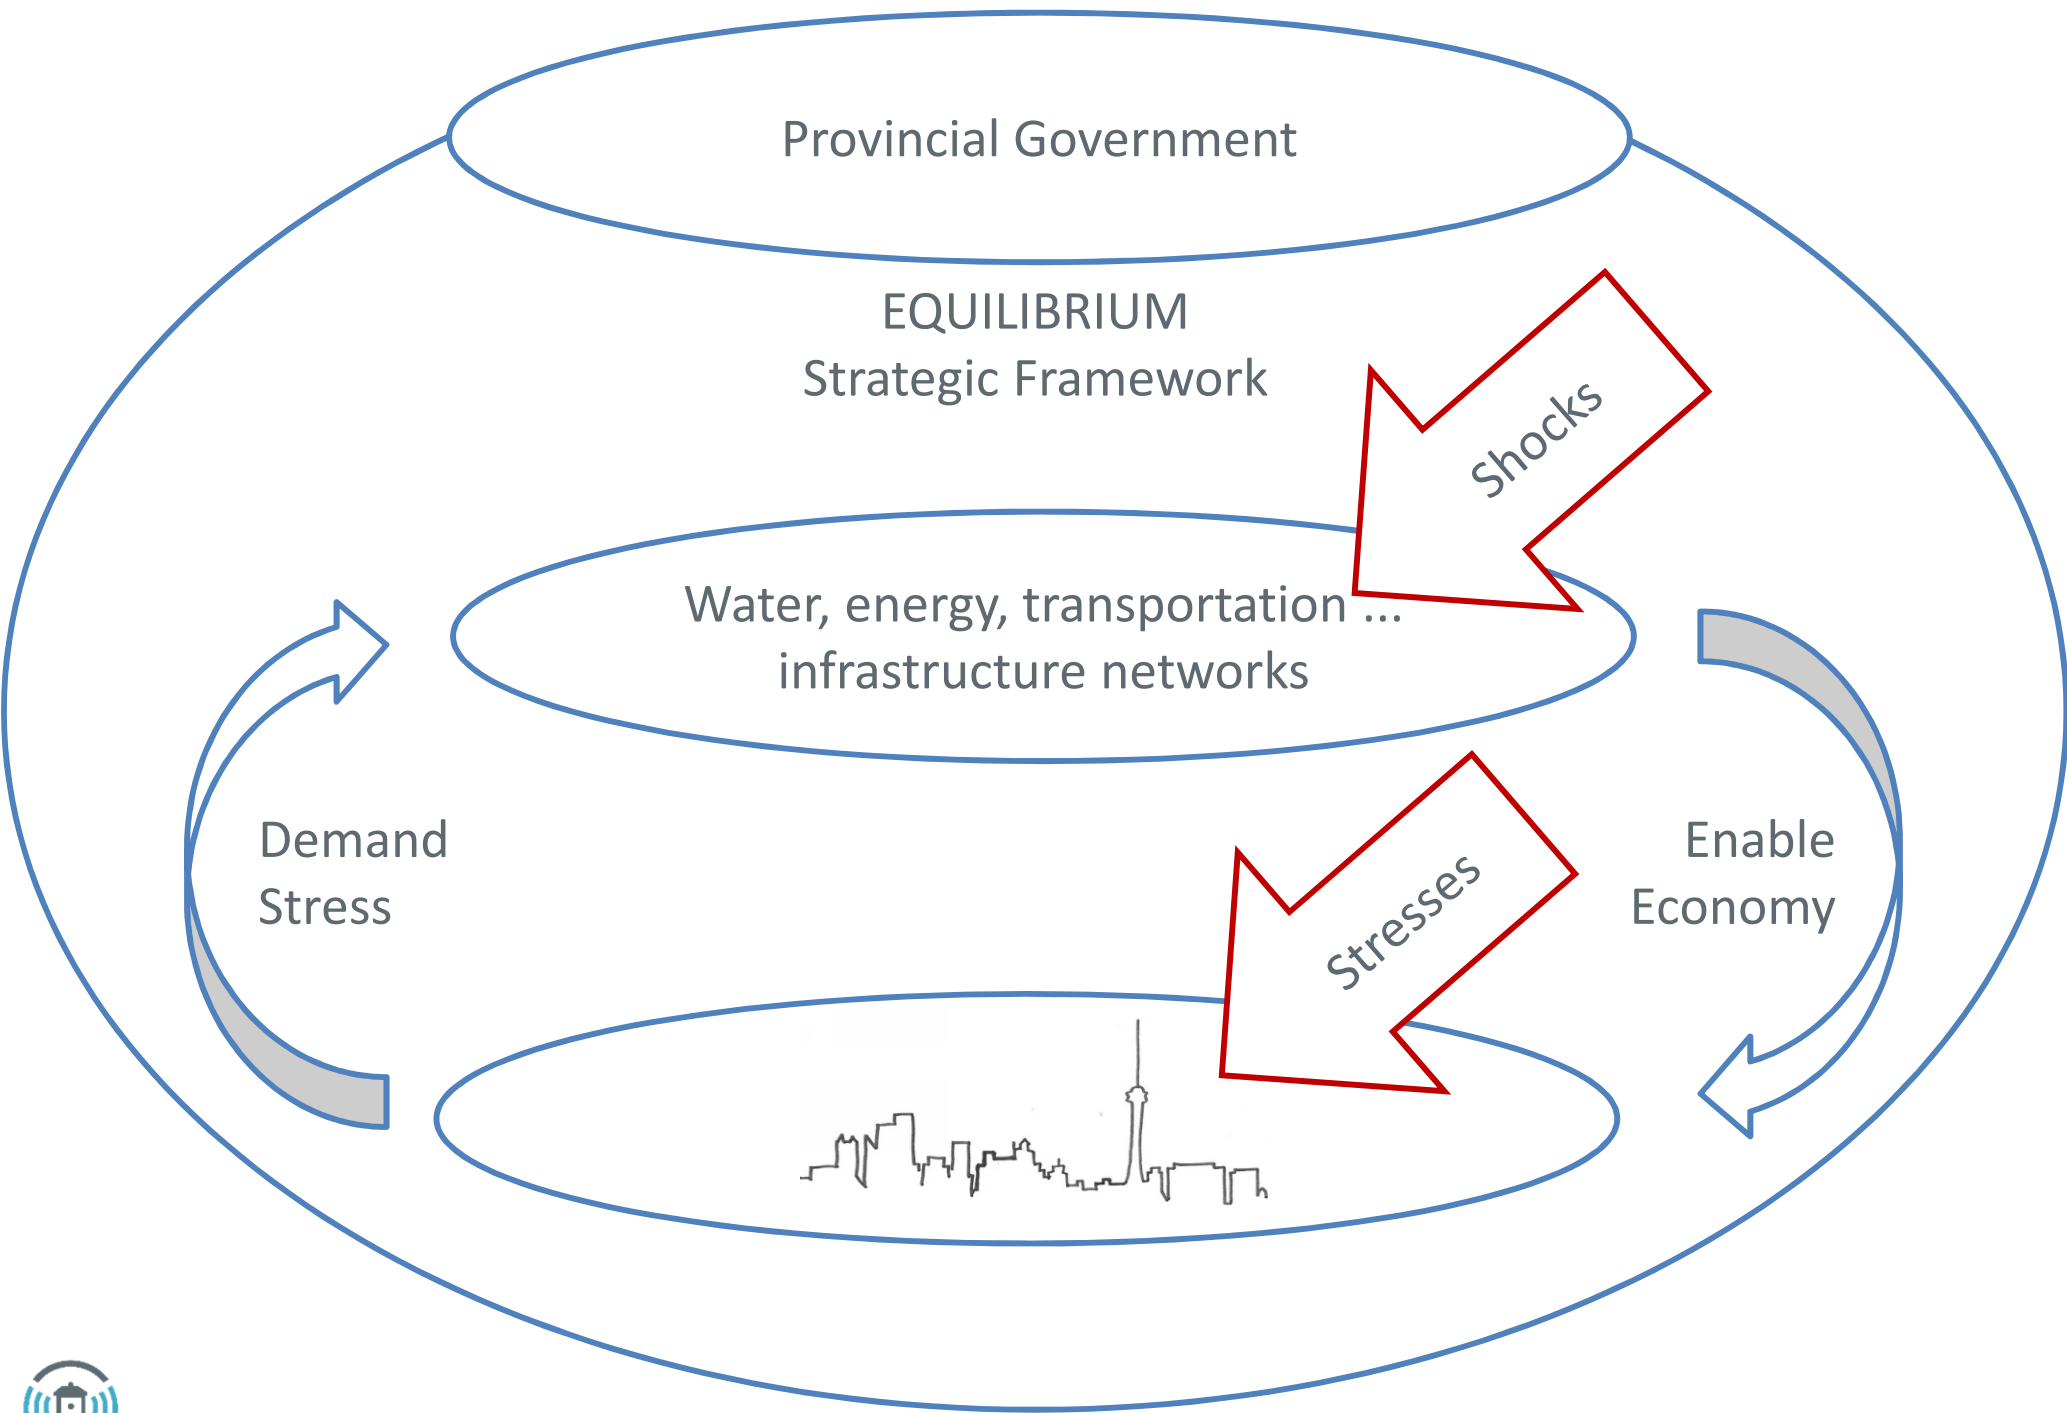 Provincial Government
EQUILIBRIUM
Strategic Framework
Shocks
Water, energy, transportation ...
infrastructure networks
Demand
Stress
Stresses
Enable
Economy